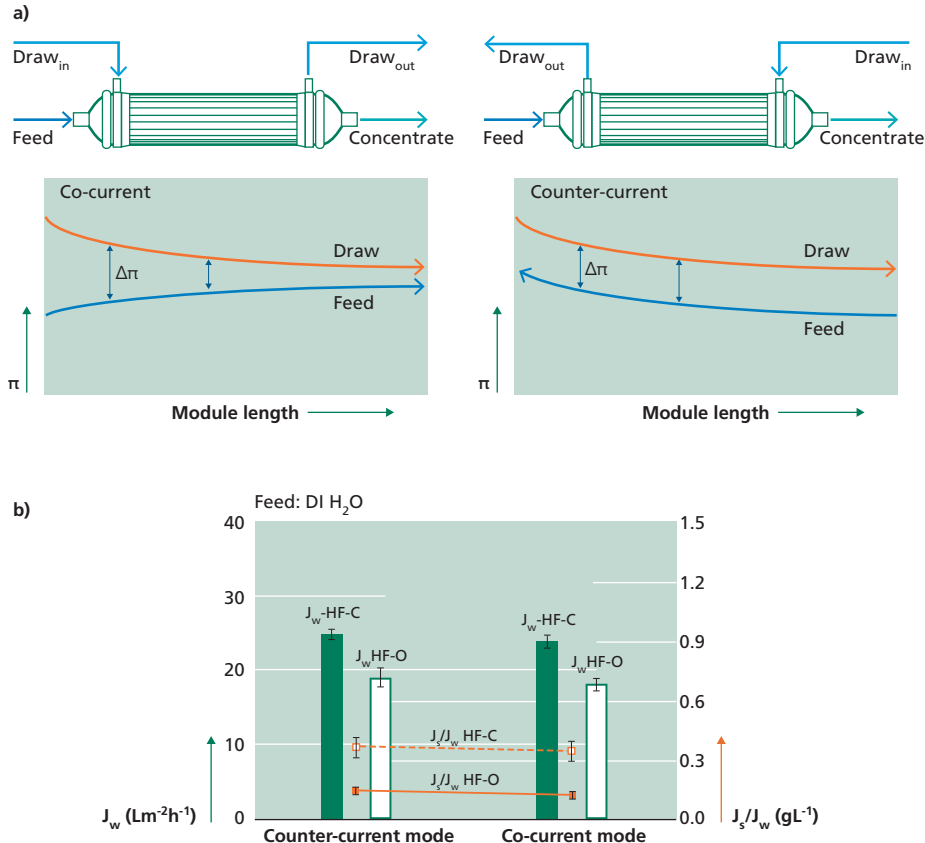 a)
Draw_in
Draw_out
Feed
Concentrate
Draw_out
Draw_in
Feed
Concentrate
Co-current
Draw
Δπ
Feed
π
Module length
Counter-current
Draw
Δπ
Feed
π
Module length
b)
Feed: DI H₂O
40
30
20
10
0
J_w (Lm⁻²h⁻¹)
J_w-HF-C
J_w HF-O
J_w-HF-C
J_w HF-O
J_s/J_w HF-C
J_s/J_w HF-O
1.5
1.2
0.9
0.6
0.3
0.0
J_s/J_w (gL⁻¹)
Counter-current mode
Co-current mode